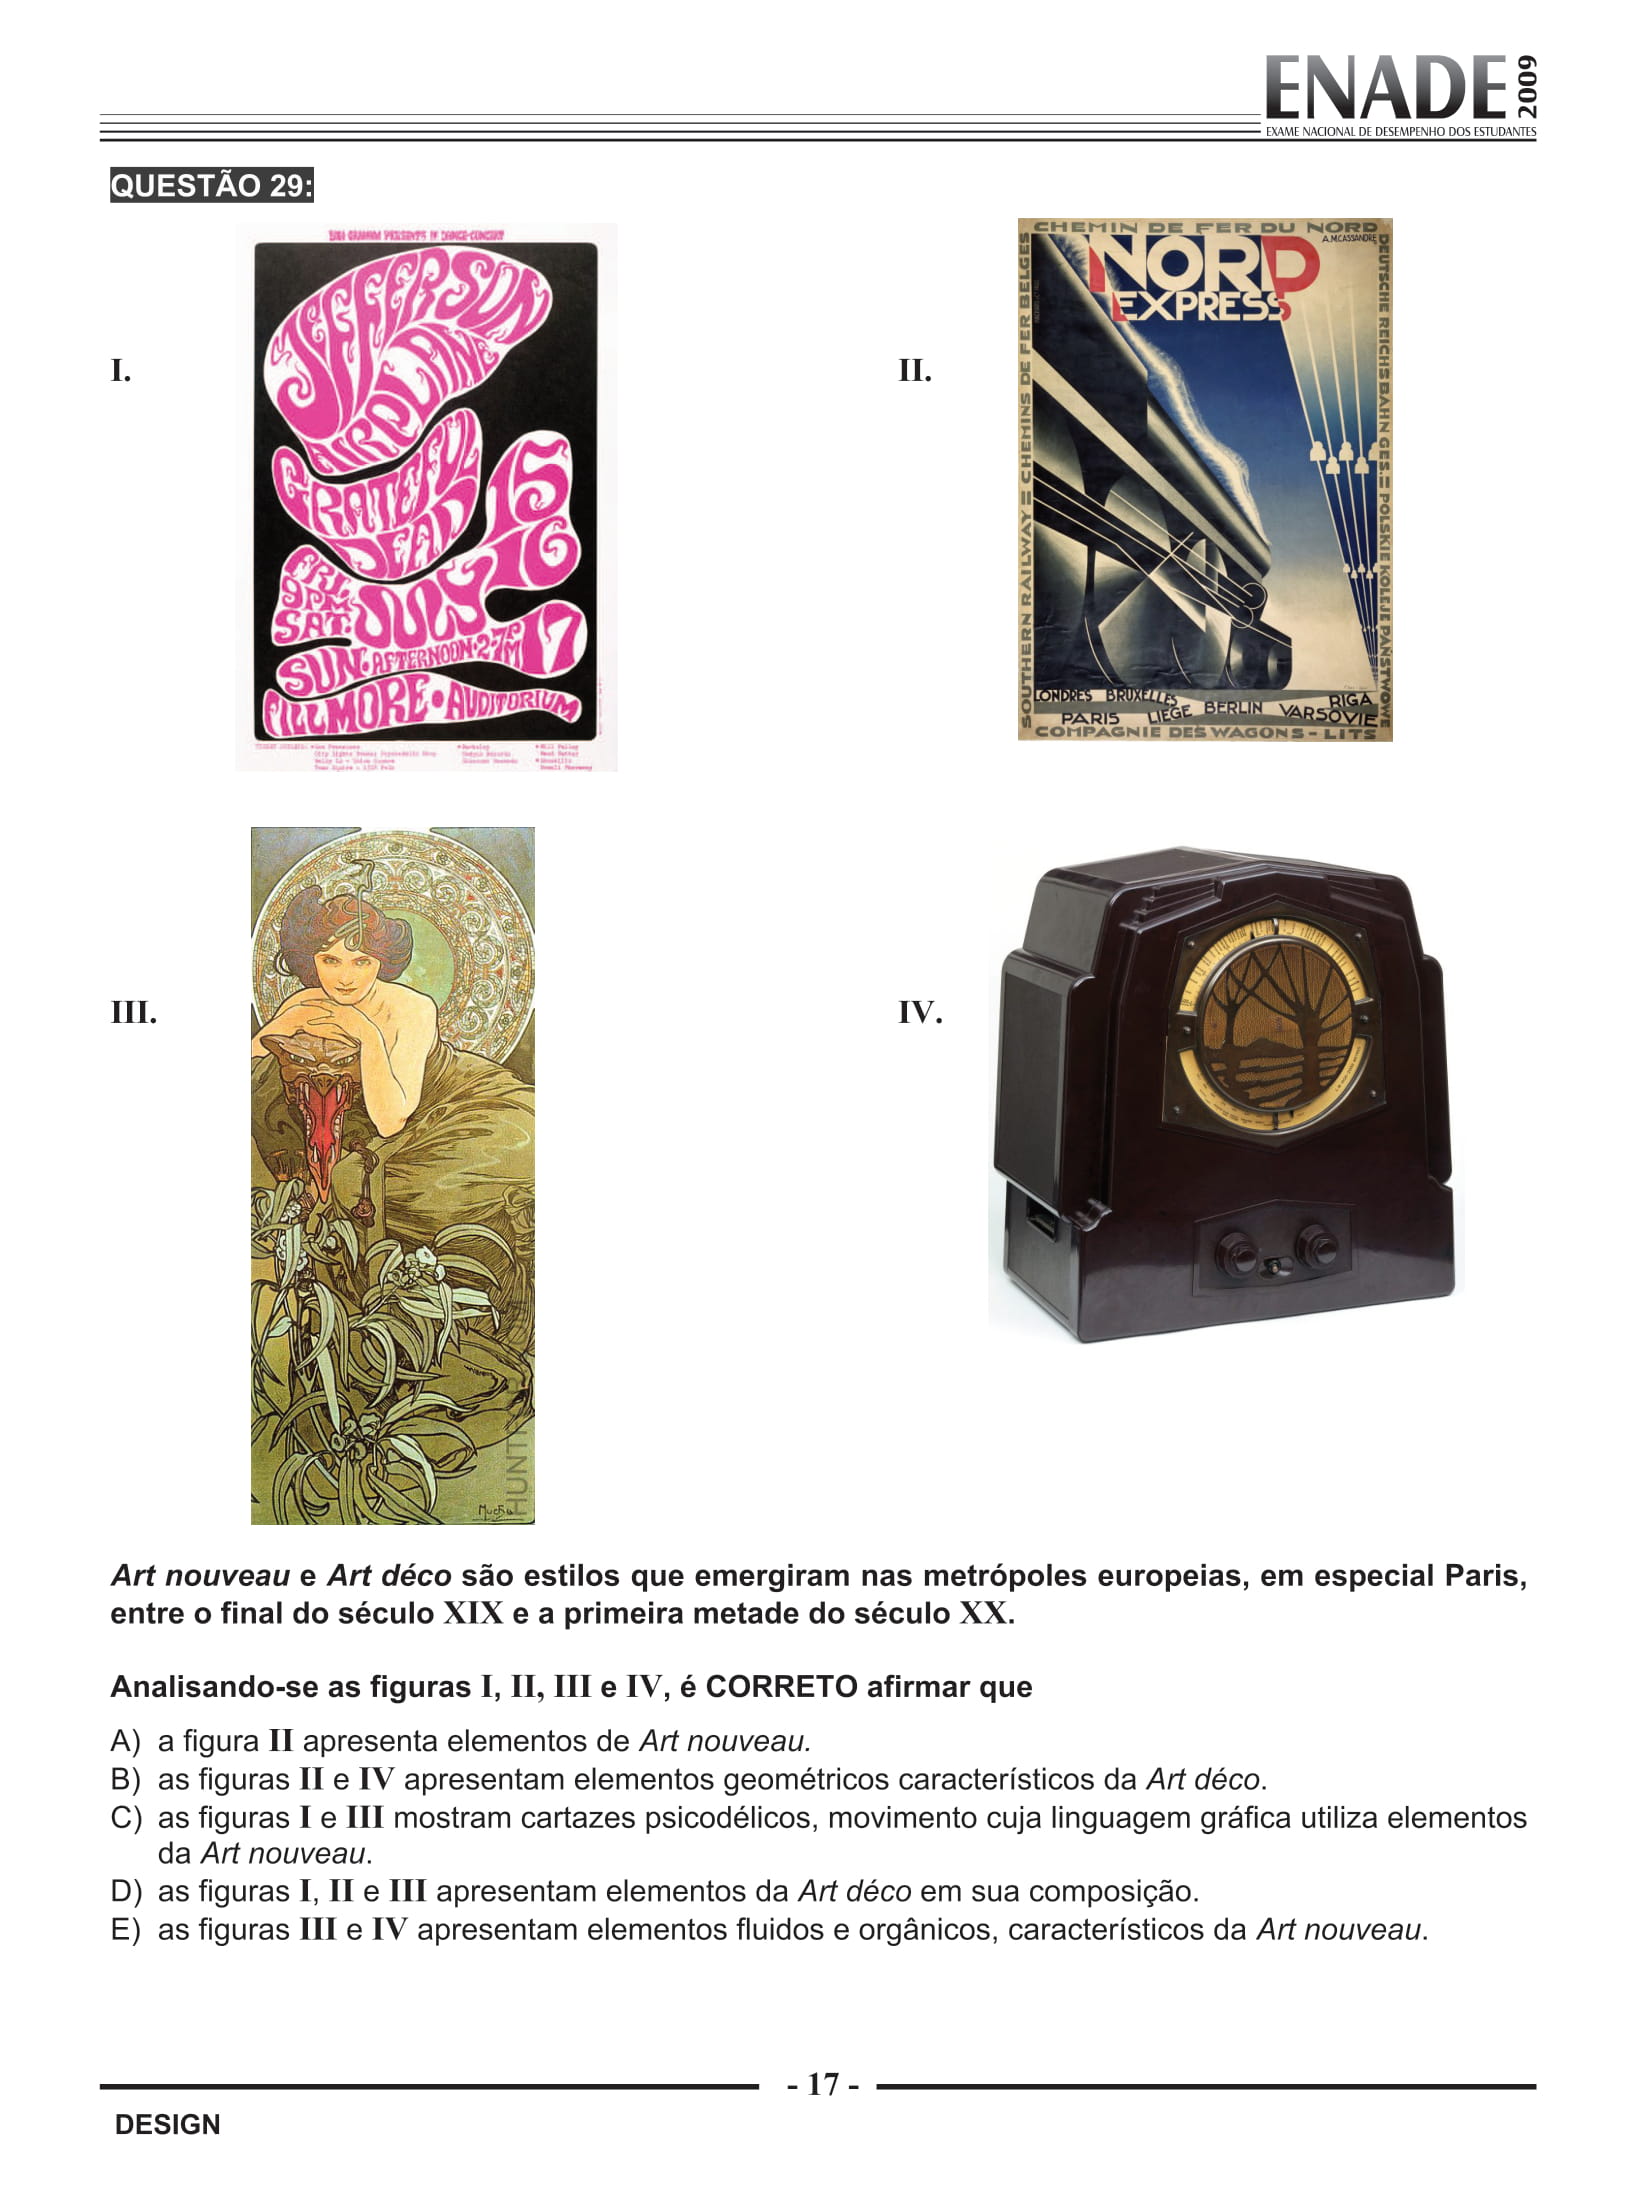 ENADE 2009
EXAME NACIONAL DE DESEMPENHO DOS ESTUDANTES
QUESTÃO 29:
I.
BILL GRAHAM PRESENTS IN DANCE-CONCERT
JEFFERSON
AIRPLANE
GRATEFUL
DEAD
FRI.
9PM
SAT.
JULY
15
16
17
SUN. AFTERNOON 2-7PM
FILLMORE • AUDITORIUM
II.
CHEMIN DE FER DU NORD
A.M.CASSANDRE
NORD
EXPRESS
SOUTHERN RAILWAY = CHEMINS DE FER BELGES
DEUTSCHE REICHSBAHN GES. = POLSKIE KOLEJE PANSTWOWE
LONDRES BRUXELLES RIGA
PARIS LIEGE BERLIN VARSOVIE
COMPAGNIE DES WAGONS-LITS
III.
Mucha
HUNTFOR
IV.
Art nouveau e Art déco são estilos que emergiram nas metrópoles europeias, em especial Paris,
entre o final do século XIX e a primeira metade do século XX.
Analisando-se as figuras I, II, III e IV, é CORRETO afirmar que
A) a figura II apresenta elementos de Art nouveau.
B) as figuras II e IV apresentam elementos geométricos característicos da Art déco.
C) as figuras I e III mostram cartazes psicodélicos, movimento cuja linguagem gráfica utiliza elementos
da Art nouveau.
D) as figuras I, II e III apresentam elementos da Art déco em sua composição.
E) as figuras III e IV apresentam elementos fluidos e orgânicos, característicos da Art nouveau.
- 17 -
DESIGN